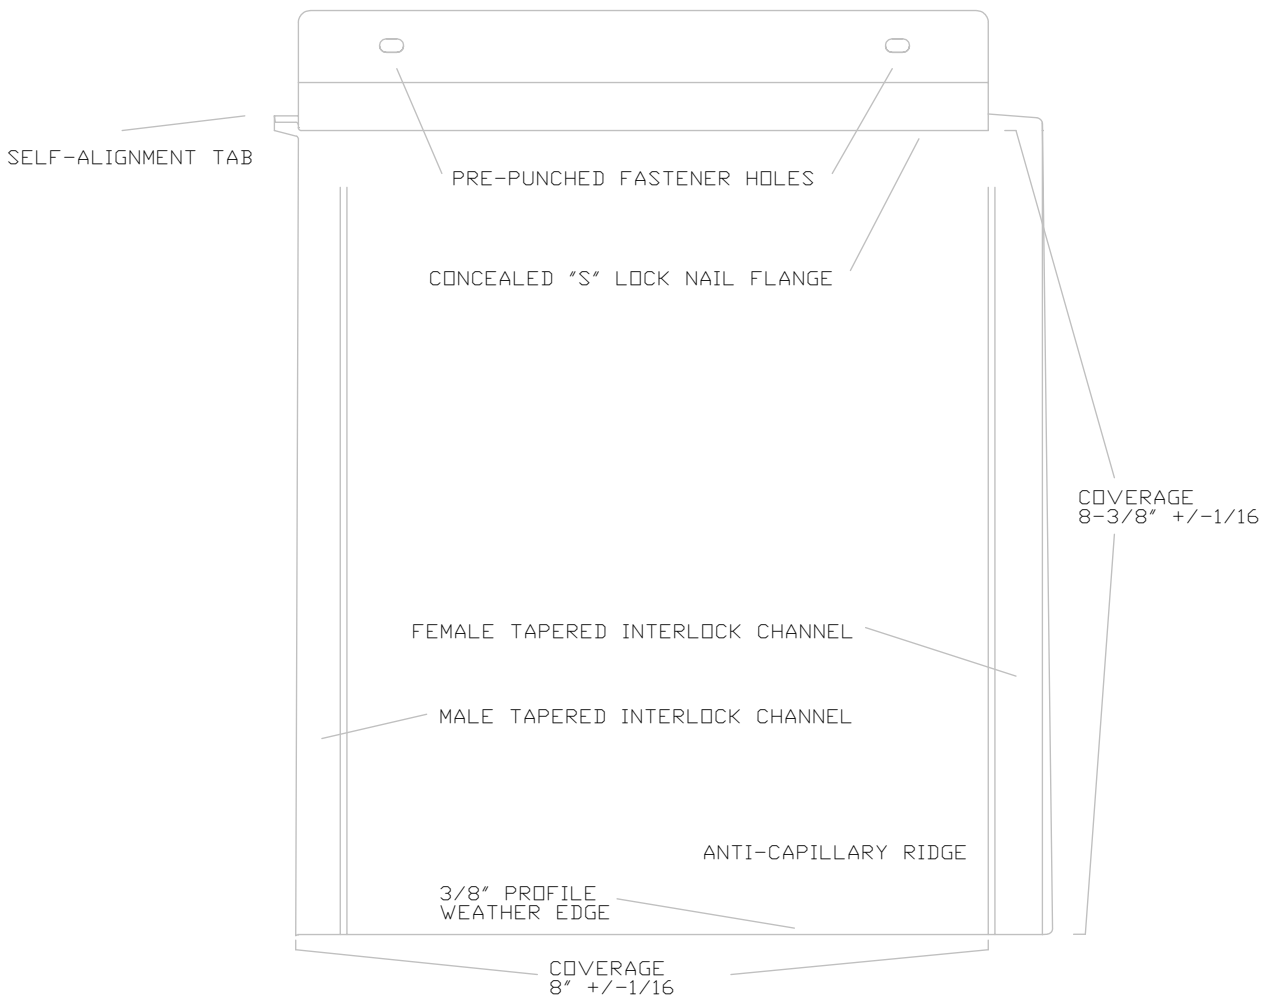 SELF-ALIGNMENT TAB
PRE-PUNCHED FASTENER HOLES
CONCEALED "S" LOCK NAIL FLANGE
COVERAGE
8-3/8" +/-1/16
FEMALE TAPERED INTERLOCK CHANNEL
MALE TAPERED INTERLOCK CHANNEL
ANTI-CAPILLARY RIDGE
3/8" PROFILE
WEATHER EDGE
COVERAGE
8" +/-1/16